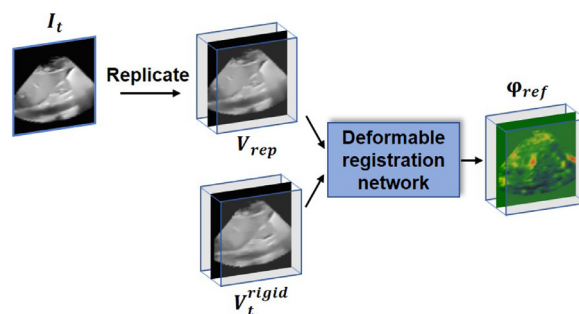 I_t
Replicate
V_rep
φ_ref
Deformable
registration
network
V_t^rigid